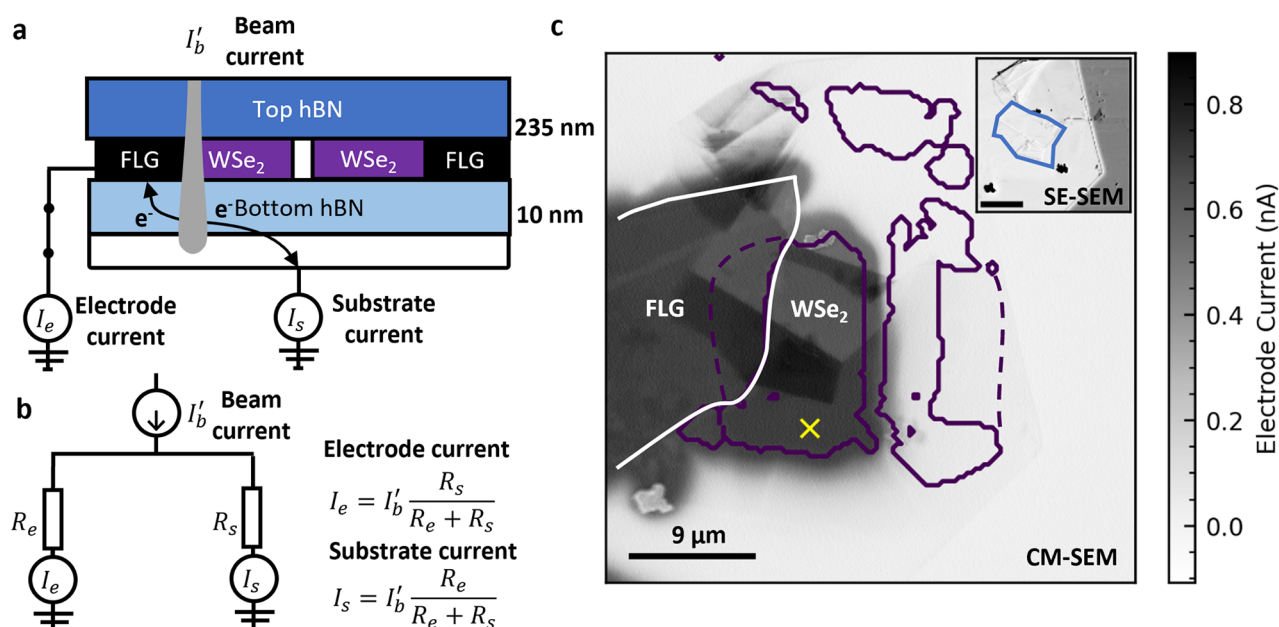 a
I′b
Beam
current
Top hBN
235 nm
FLG
WSe2
WSe2
FLG
e-
e-Bottom hBN
10 nm
Ie
Electrode
current
Is
Substrate
current
b
I′b
Beam
current
Re
Rs
Ie
Is
Electrode current
Ie = I′b Rs / (Re + Rs)
Substrate current
Is = I′b Re / (Re + Rs)
c
SE-SEM
FLG
WSe2
9 µm
CM-SEM
0.8
0.6
0.4
0.2
0.0
Electrode Current (nA)